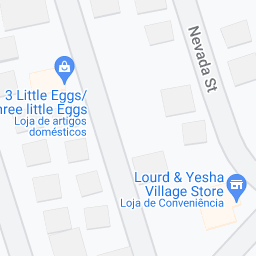 Nevada St
3 Little Eggs/
hree little Eggs
Loja de artigos
domésticos
Lourd & Yesha
Village Store
Loja de Conveniência